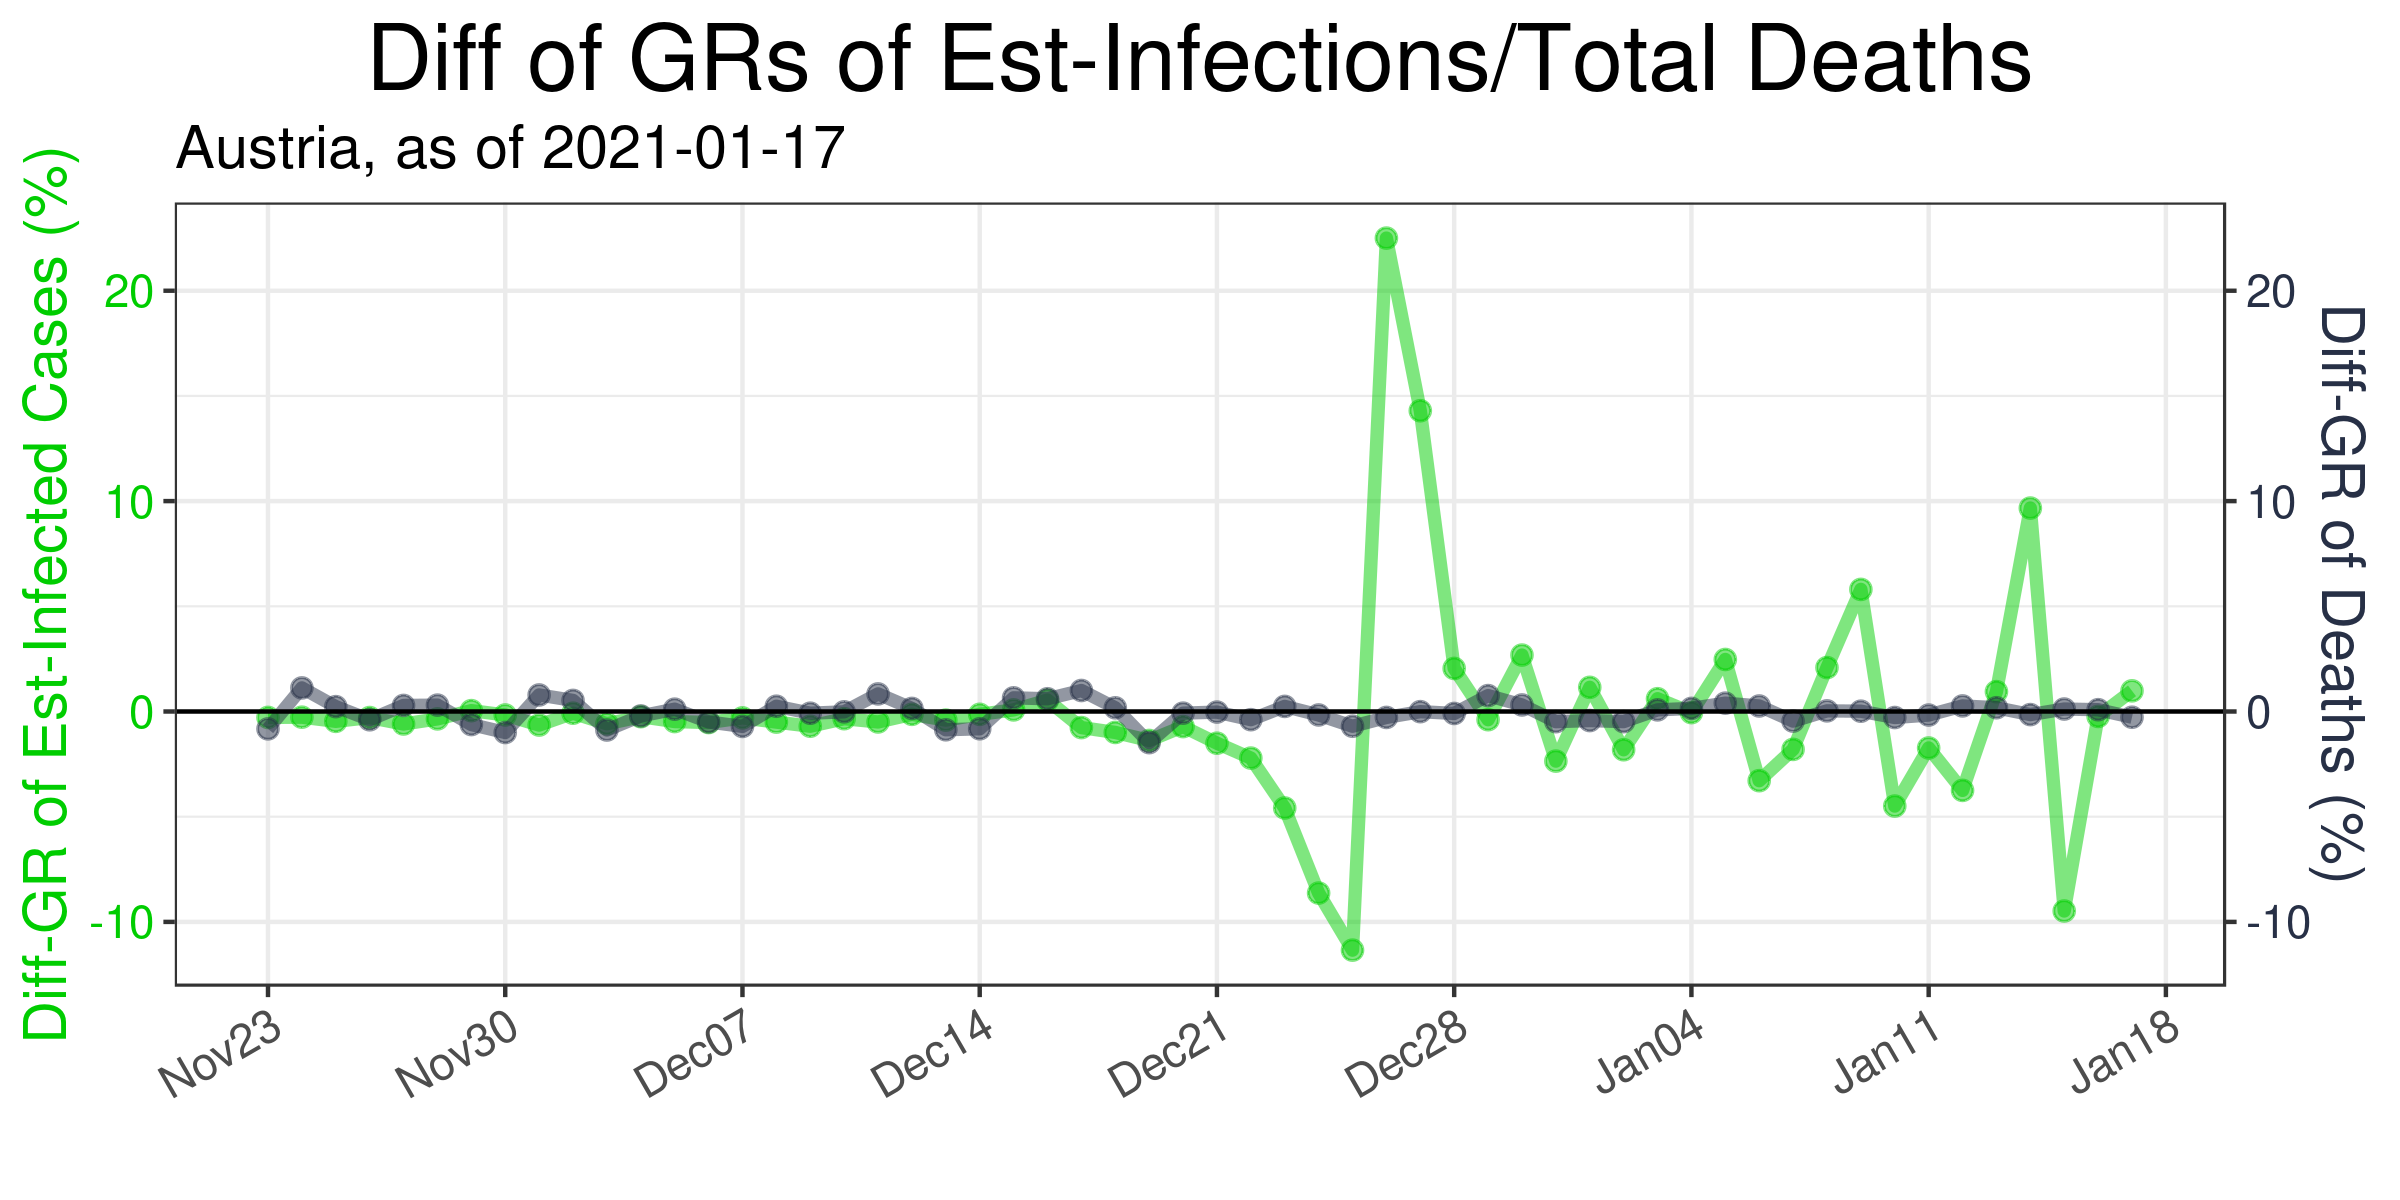 Diff of GRs of Est-Infections/Total Deaths
Austria, as of 2021-01-17
Diff-GR of Est-Infected Cases (%)
20
10
0
-10
20
10
0
-10
Diff-GR of Deaths (%)
Nov23
Nov30
Dec07
Dec14
Dec21
Dec28
Jan04
Jan11
Jan18